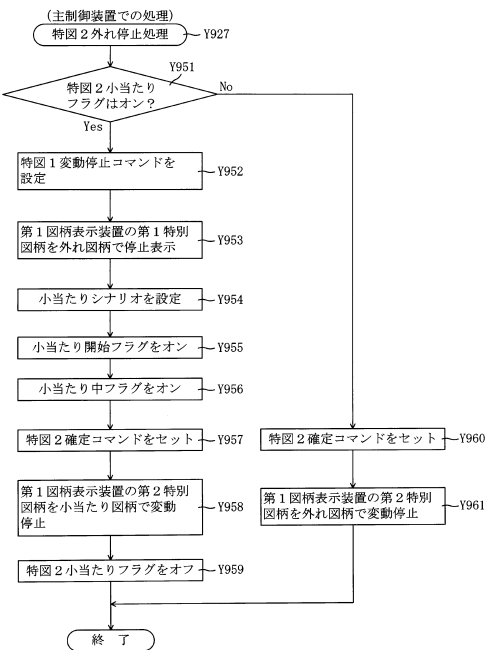 (主制御装置での処理)
特図2外れ停止処理
Y927
Y951
特図2小当たり
フラグはオン?
No
Yes
特図1変動停止コマンドを
設定
Y952
第1図柄表示装置の第1特別
図柄を外れ図柄で停止表示
Y953
小当たりシナリオを設定
Y954
小当たり開始フラグをオン
Y955
小当たり中フラグをオン
Y956
特図2確定コマンドをセット
Y957
特図2確定コマンドをセット
Y960
第1図柄表示装置の第2特別
図柄を小当たり図柄で変動
停止
Y958
第1図柄表示装置の第2特別
図柄を外れ図柄で変動停止
Y961
特図2小当たりフラグをオフ
Y959
終 了